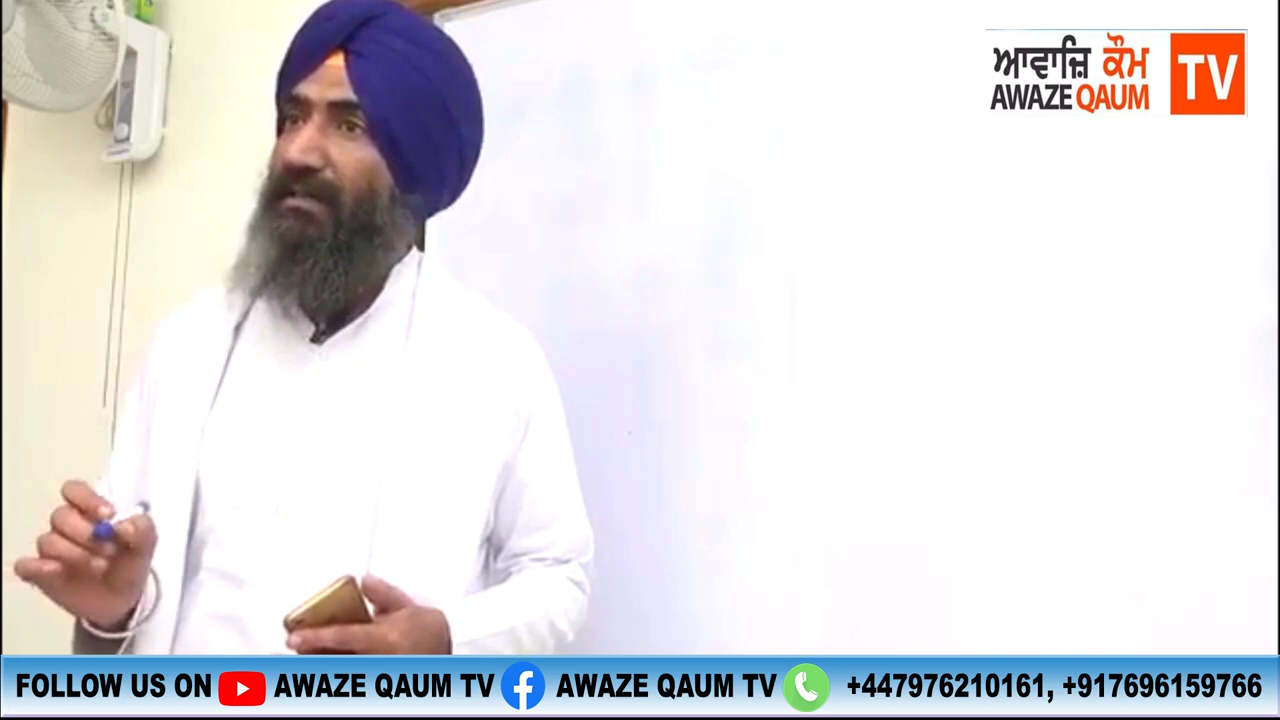 ਆਵਾਜ਼ਿ ਕੌਮ
AWAZE QAUM
TV
FOLLOW US ON AWAZE QAUM TV AWAZE QAUM TV +447976210161, +917696159766